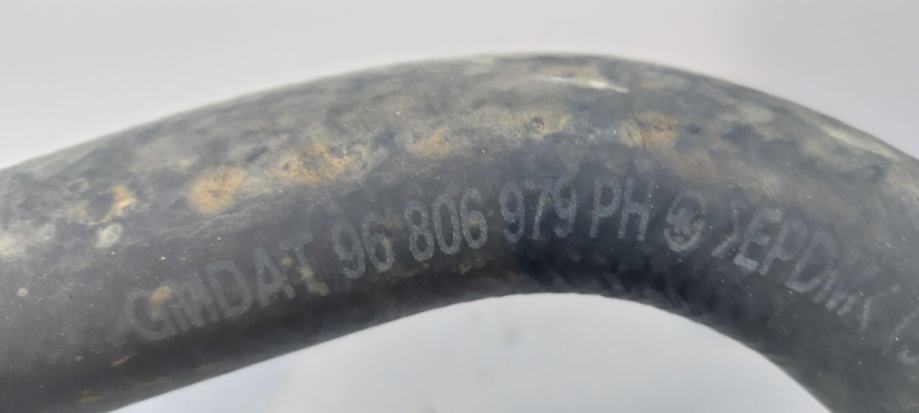 GMDAT 96 806 979 PH >EPDM<